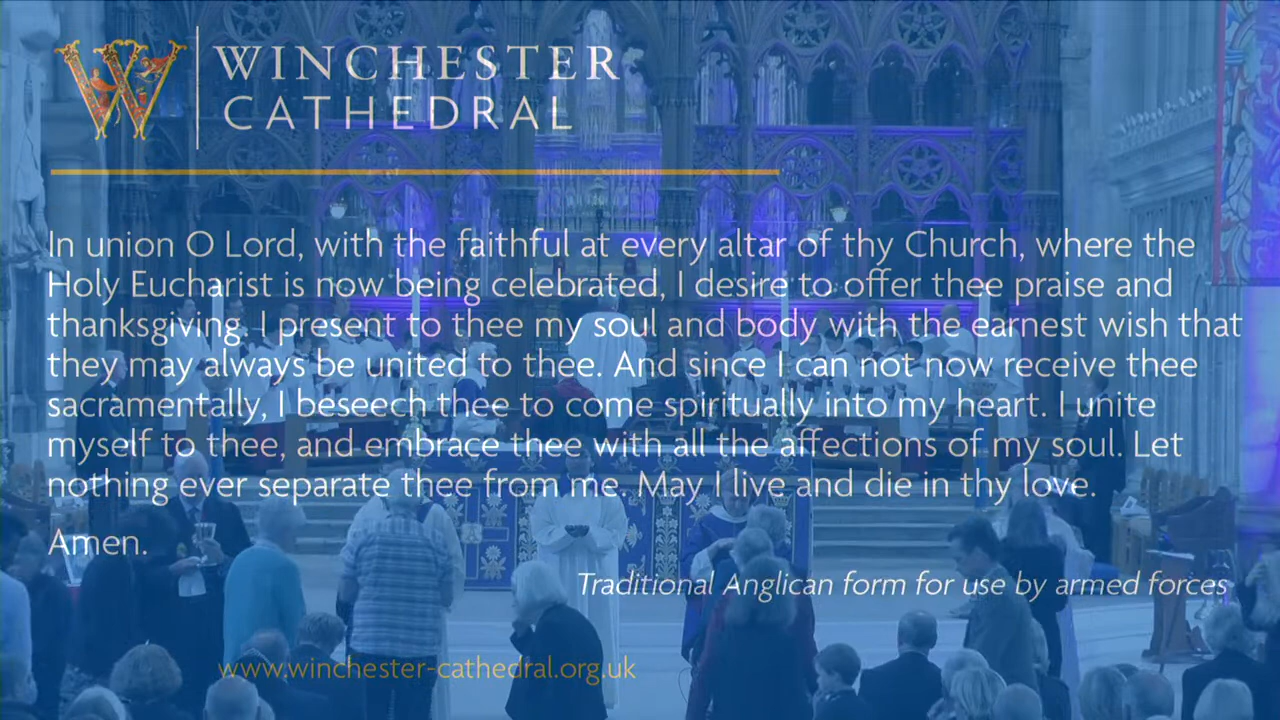 WINCHESTER
CATHEDRAL
In union O Lord, with the faithful at every altar of thy Church, where the
Holy Eucharist is now being celebrated, I desire to offer thee praise and
thanksgiving. I present to thee my soul and body with the earnest wish that
they may always be united to thee. And since I can not now receive thee
sacramentally, I beseech thee to come spiritually into my heart. I unite
myself to thee, and embrace thee with all the affections of my soul. Let
nothing ever separate thee from me. May I live and die in thy love.
Amen.
Traditional Anglican form for use by armed forces
www.winchester-cathedral.org.uk